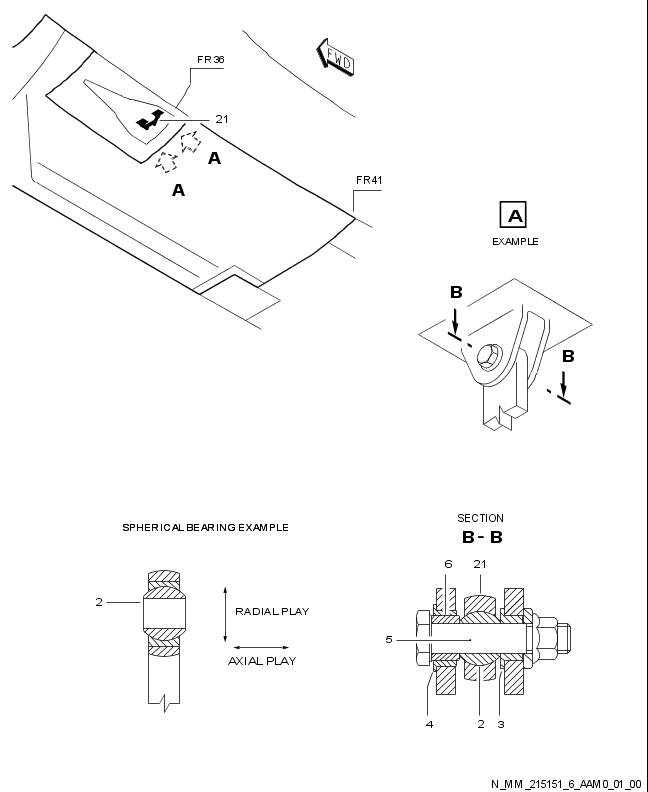 FWD
FR36
21
A
A
FR41
A
EXAMPLE
B
B
SPHERICAL BEARING EXAMPLE
2
RADIAL PLAY
AXIAL PLAY
SECTION
B - B
6 21
5
4 2 3
N_MM_215151_6_AAM0_01_00